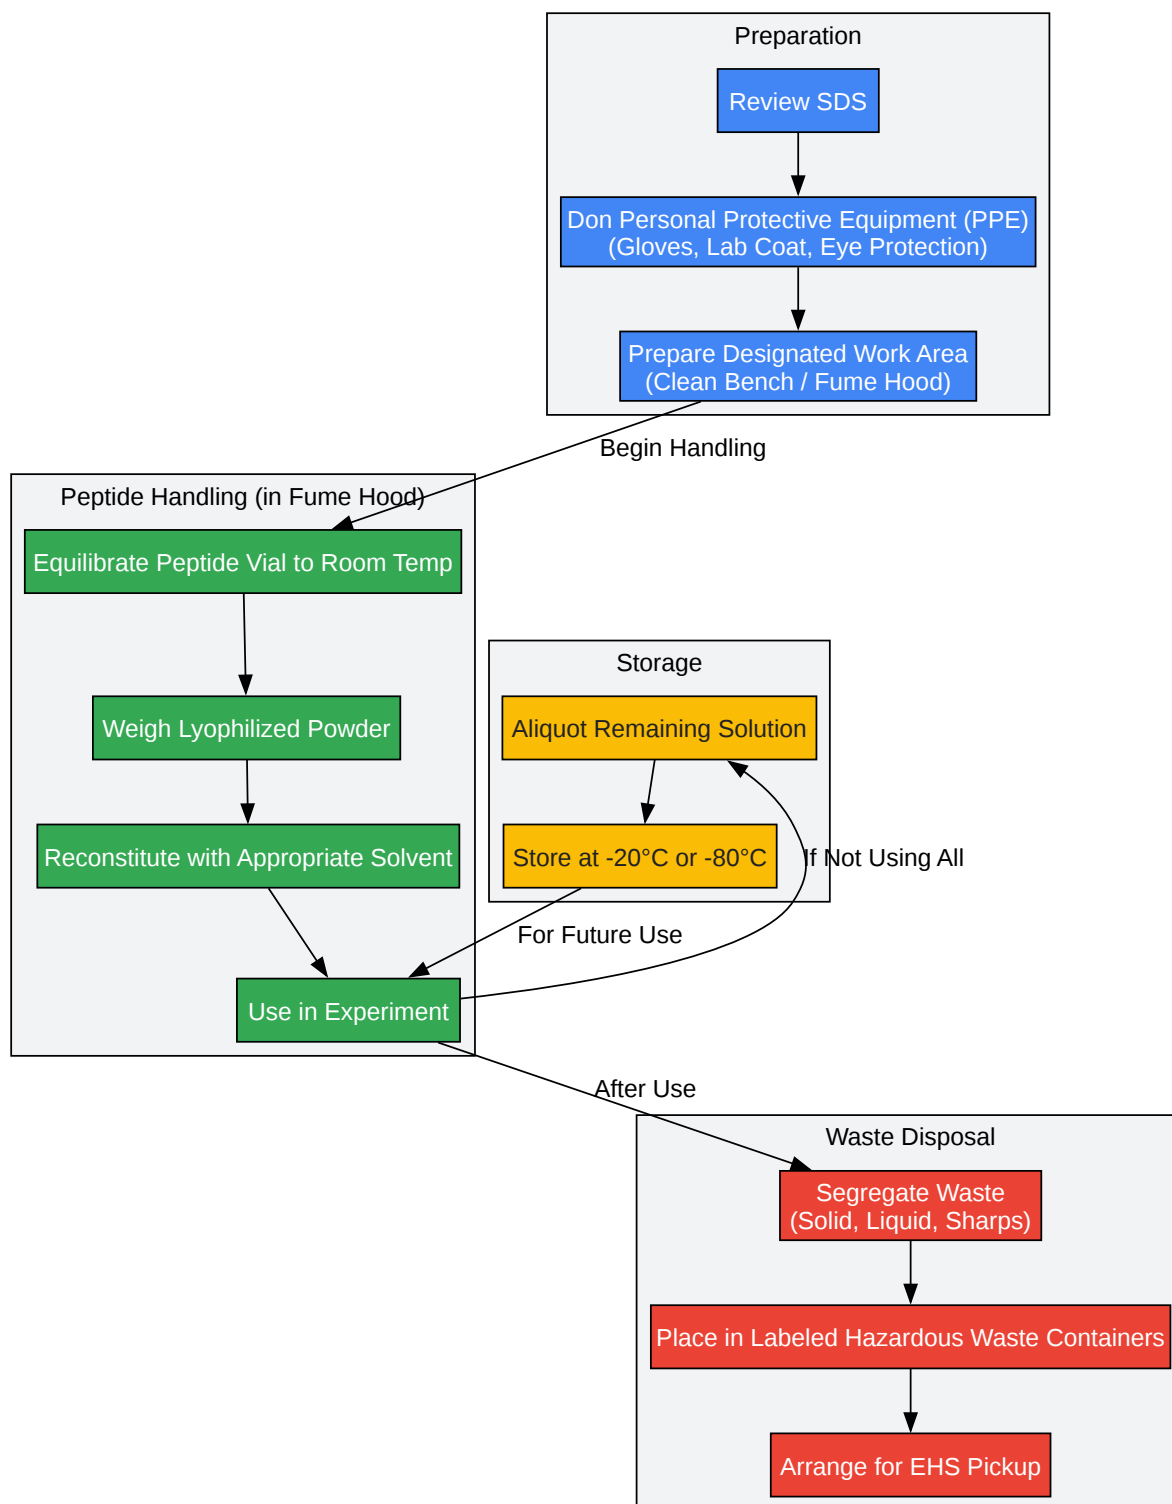 Preparation
Review SDS
Don Personal Protective Equipment (PPE)
(Gloves, Lab Coat, Eye Protection)
Prepare Designated Work Area
(Clean Bench / Fume Hood)
Begin Handling
Peptide Handling (in Fume Hood)
Equilibrate Peptide Vial to Room Temp
Weigh Lyophilized Powder
Reconstitute with Appropriate Solvent
Use in Experiment
Storage
Aliquot Remaining Solution
Store at -20°C or -80°C
If Not Using All
For Future Use
After Use
Waste Disposal
Segregate Waste
(Solid, Liquid, Sharps)
Place in Labeled Hazardous Waste Containers
Arrange for EHS Pickup